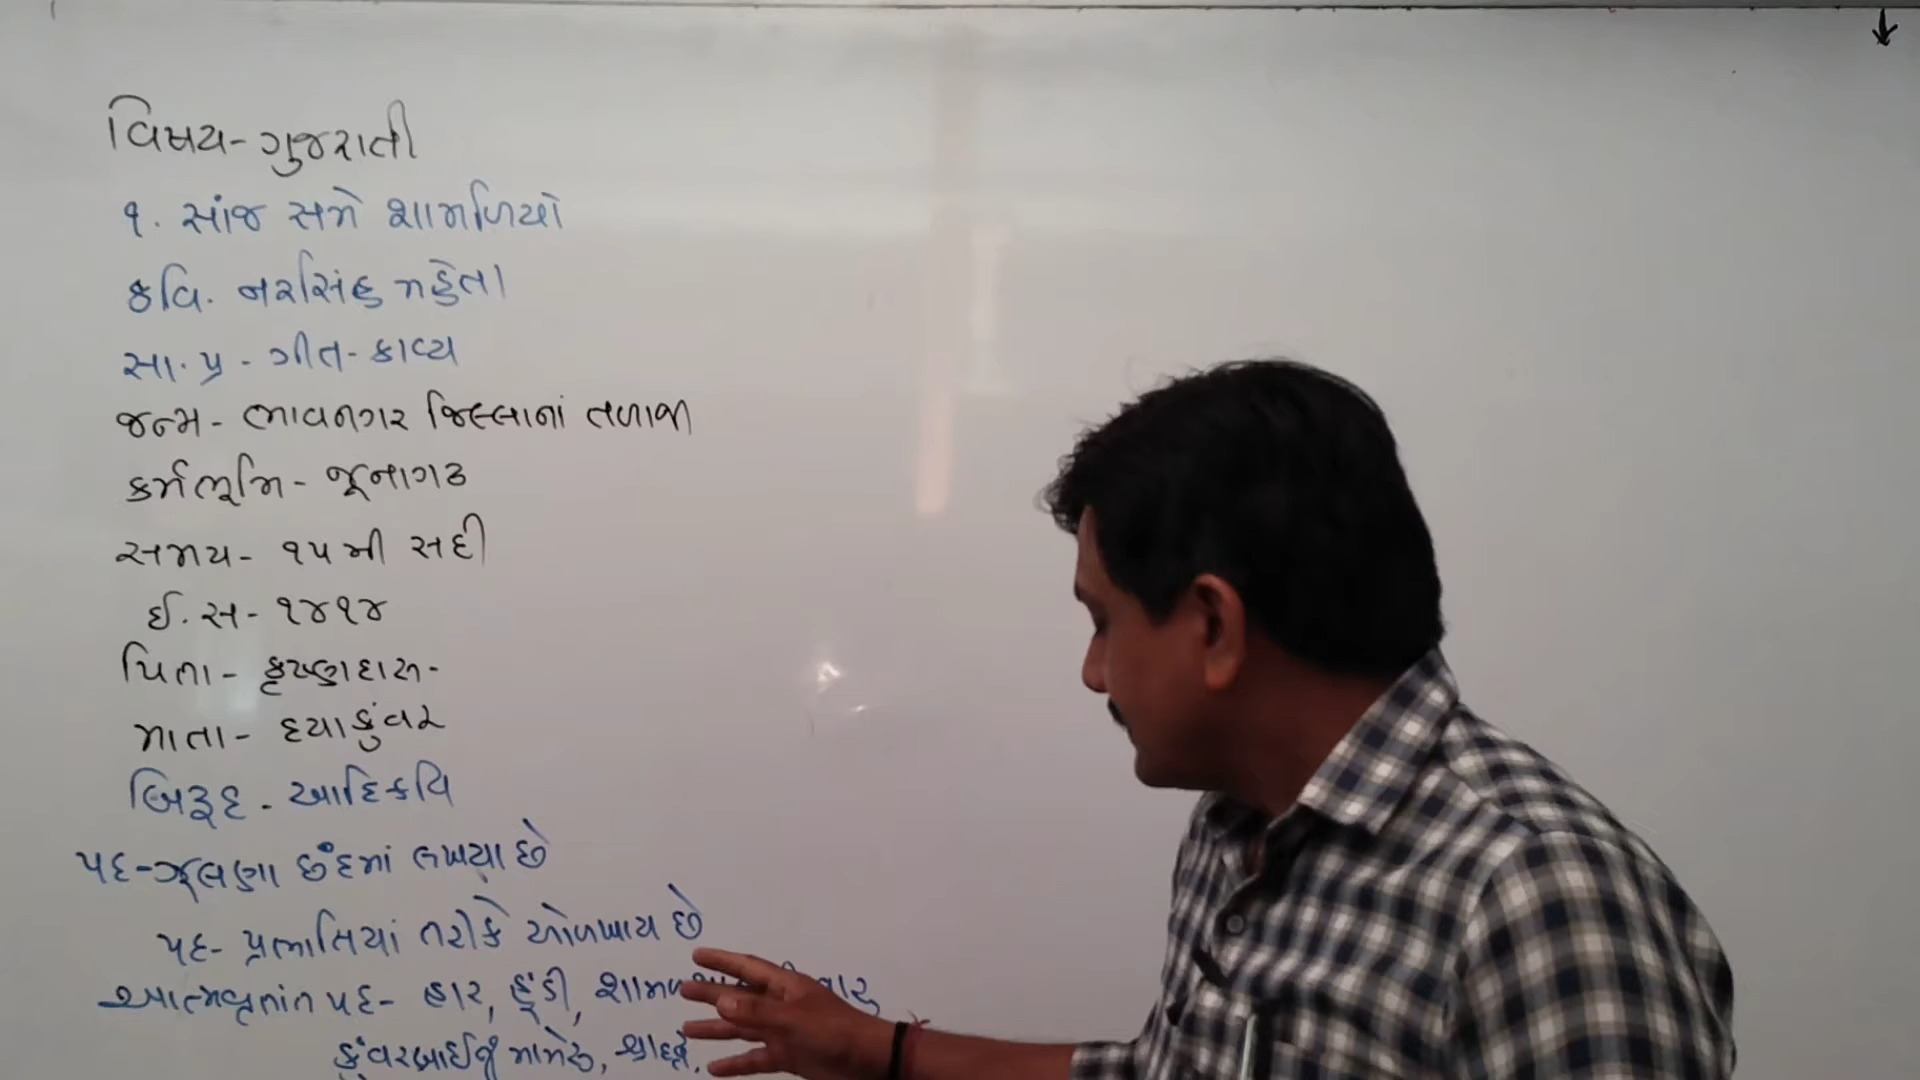 વિષય- ગુજરાતી
૧. સાંજ સમે શામળિયો
કવિ. નરસિંહ મહેતા
સા. પ્ર - ગીત- કાવ્ય
જન્મ- ભાવનગર જિલ્લાનાં તળાજા
કર્મભૂમિ- જૂનાગઢ
સમય- ૧૫મી સદી
ઈ. સ- ૧૪૧૪
પિતા- કૃષ્ણદાસ-
માતા- દયાકુંવર
બિરૂદ - આદિકવિ
પદ-ઝૂલણા છંદમાં લખ્યા છે
પદ- પ્રભાતિયાં તરીકે ઓળખાય છે
આત્મવૃતાંત પદ- હાર, હૂંડી,
કુંવરબાઈનું મામેરુ, શ્રાદ્ધ,